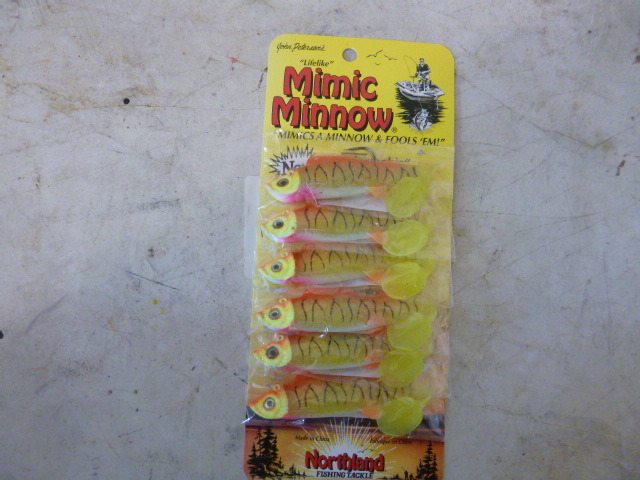 John Peterson's
"Lifelike"
Mimic
Minnow®
"MIMICS A MINNOW & FOOLS 'EM!"
Made in China
Northland
FISHING TACKLE